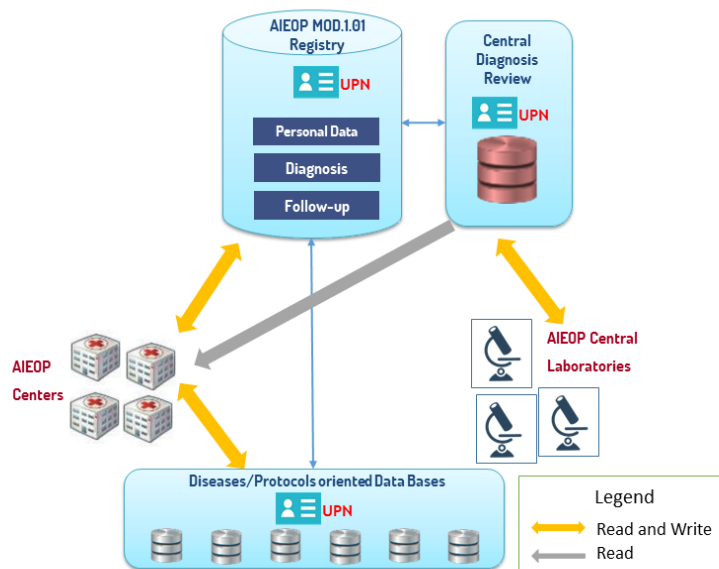 AIEOP MOD.1.01
Registry
UPN
Personal Data
Diagnosis
Follow-up
Central
Diagnosis
Review
UPN
AIEOP
Centers
AIEOP Central
Laboratories
Diseases/Protocols oriented Data Bases
UPN
Legend
Read and Write
Read